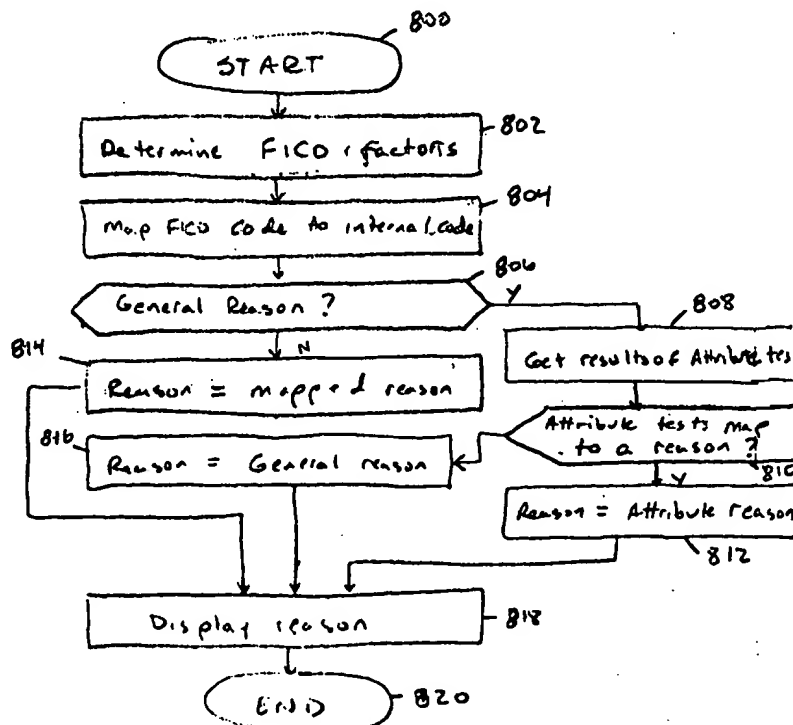 800
START
802
Determine FICO factors
804
Map FICO Code to internal code
806
General Reason?
Y
808
Get results of Attribute tes
814
N
Reason = mapped reason
Attribute tests map
to a reason?
810
816
Reason = General reason
Y
Reason = Attribute reason
812
Display reason
818
END
820